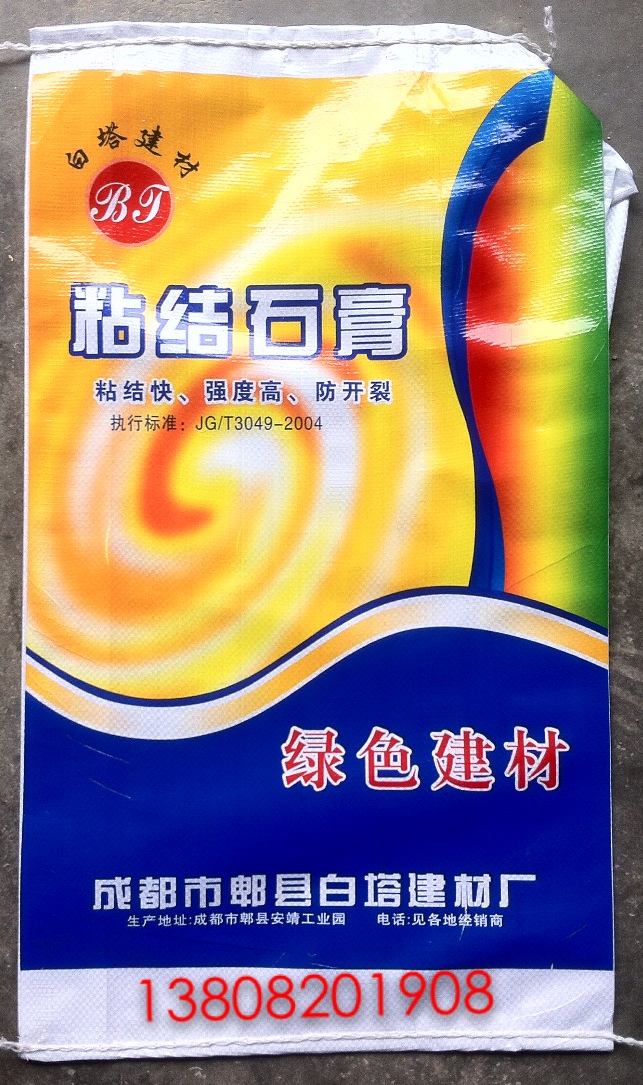 白塔建材
BT
粘结石膏
粘结快、强度高、防开裂
执行标准：JG/T3049-2004
绿色建材
成都市郫县白塔建材厂
生产地址:成都市郫县安靖工业园 电话:见各地经销商
13808201908